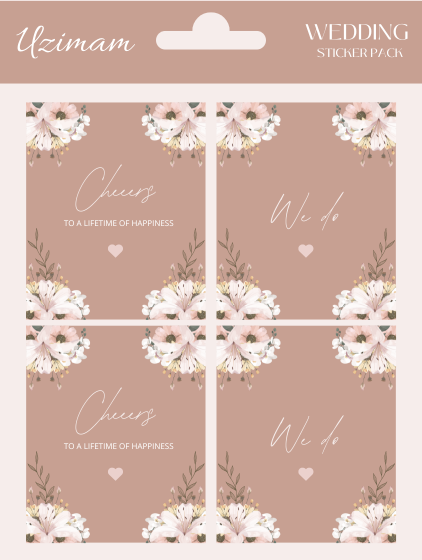 Uzimam
WEDDING
STICKER PACK
Cheeers
TO A LIFETIME OF HAPPINESS
We do
Cheeers
TO A LIFETIME OF HAPPINESS
We do